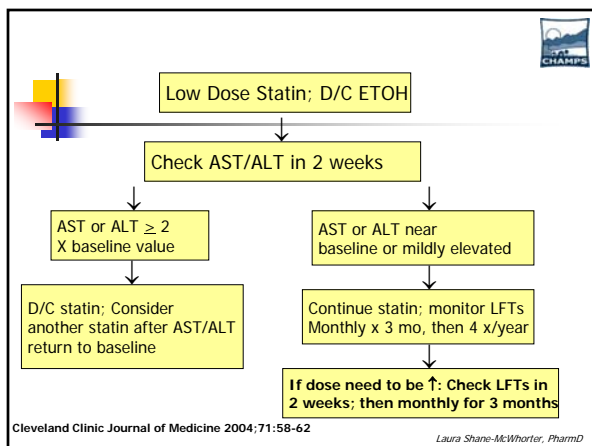 CHAMPS
Low Dose Statin; D/C ETOH
Check AST/ALT in 2 weeks
AST or ALT ≥ 2
X baseline value
AST or ALT near
baseline or mildly elevated
D/C statin; Consider
another statin after AST/ALT
return to baseline
Continue statin; monitor LFTs
Monthly x 3 mo, then 4 x/year
If dose need to be ↑: Check LFTs in
2 weeks; then monthly for 3 months
Cleveland Clinic Journal of Medicine 2004;71:58-62
Laura Shane-McWhorter, PharmD